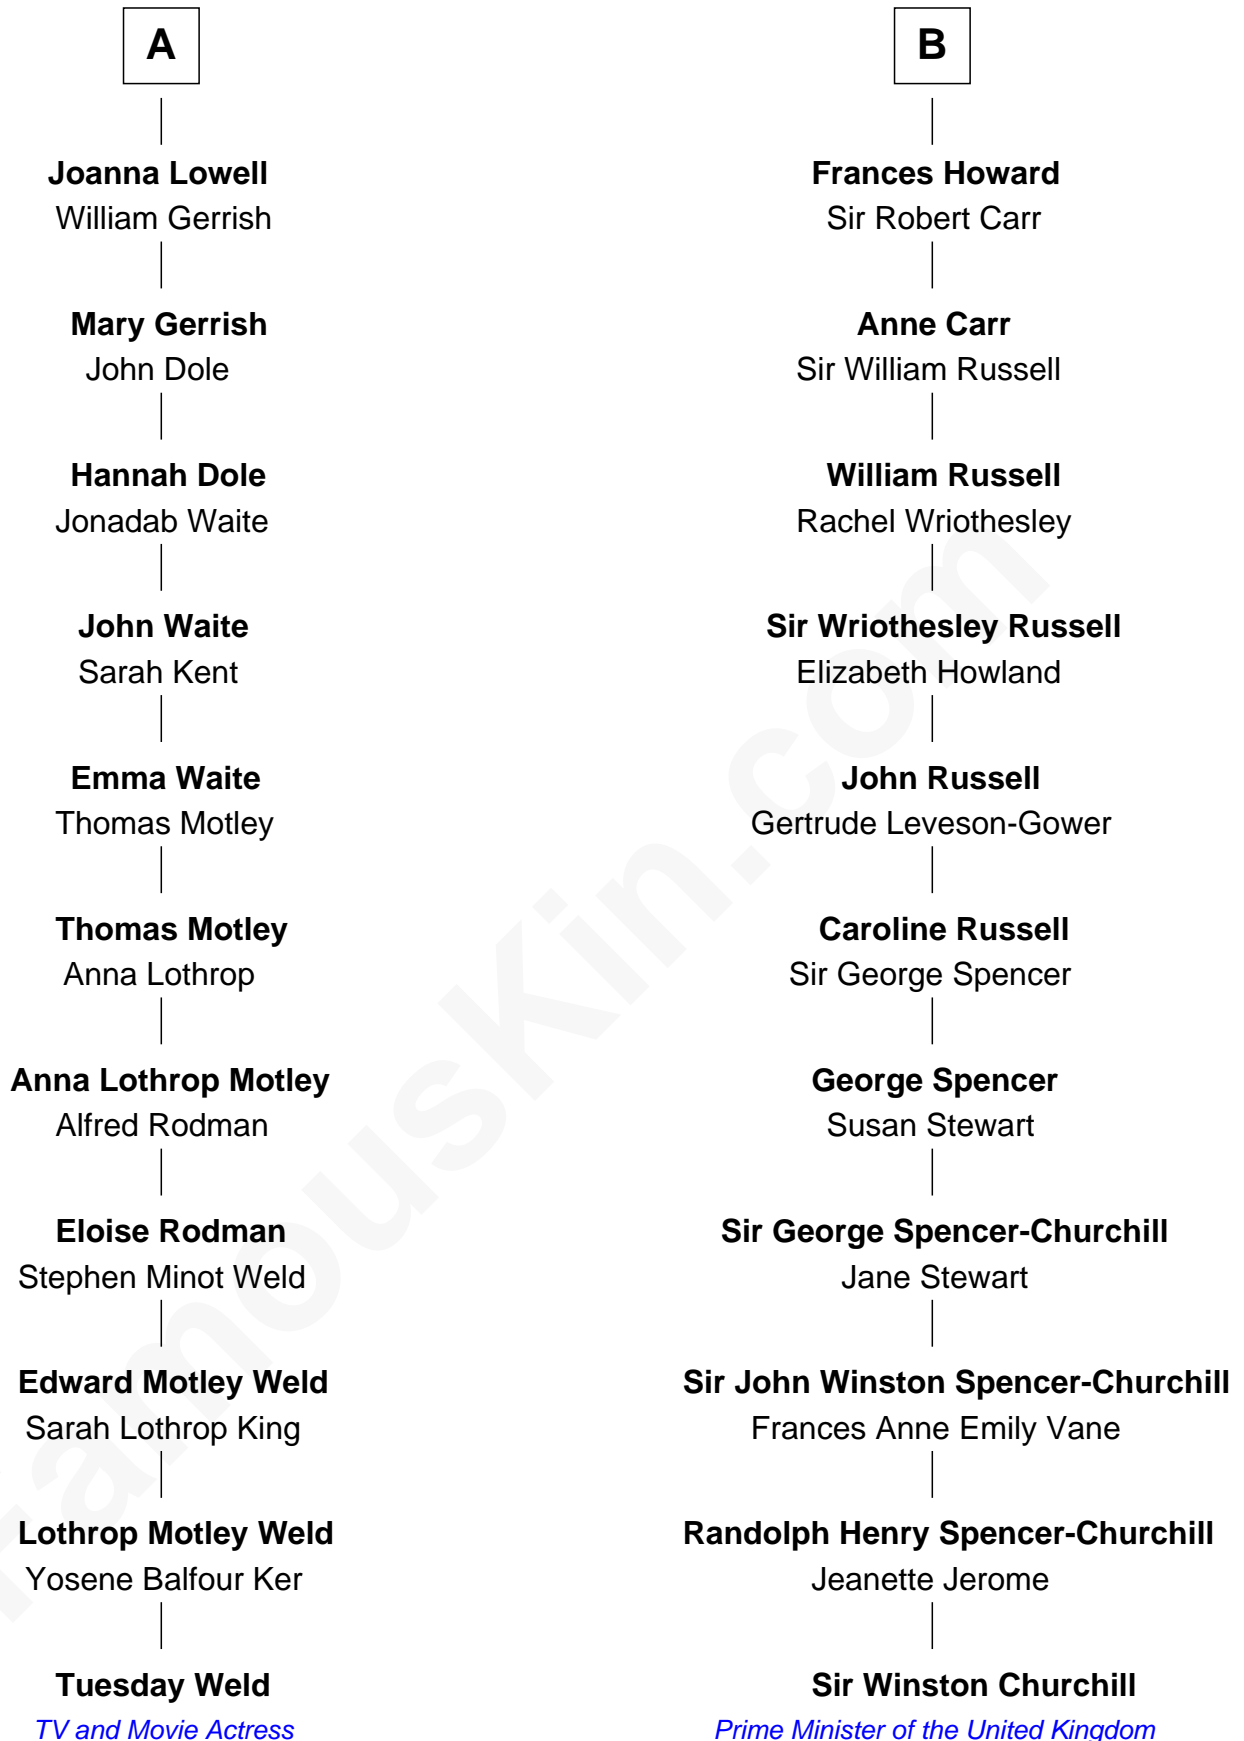 A
Joanna Lowell
William Gerrish
Mary Gerrish
John Dole
Hannah Dole
Jonadab Waite
John Waite
Sarah Kent
Emma Waite
Thomas Motley
Thomas Motley
Anna Lothrop
Anna Lothrop Motley
Alfred Rodman
Eloise Rodman
Stephen Minot Weld
Edward Motley Weld
Sarah Lothrop King
Lothrop Motley Weld
Yosene Balfour Ker
Tuesday Weld
TV and Movie Actress
B
Frances Howard
Sir Robert Carr
Anne Carr
Sir William Russell
William Russell
Rachel Wriothesley
Sir Wriothesley Russell
Elizabeth Howland
John Russell
Gertrude Leveson-Gower
Caroline Russell
Sir George Spencer
George Spencer
Susan Stewart
Sir George Spencer-Churchill
Jane Stewart
Sir John Winston Spencer-Churchill
Frances Anne Emily Vane
Randolph Henry Spencer-Churchill
Jeanette Jerome
Sir Winston Churchill
Prime Minister of the United Kingdom
FamousKin.com